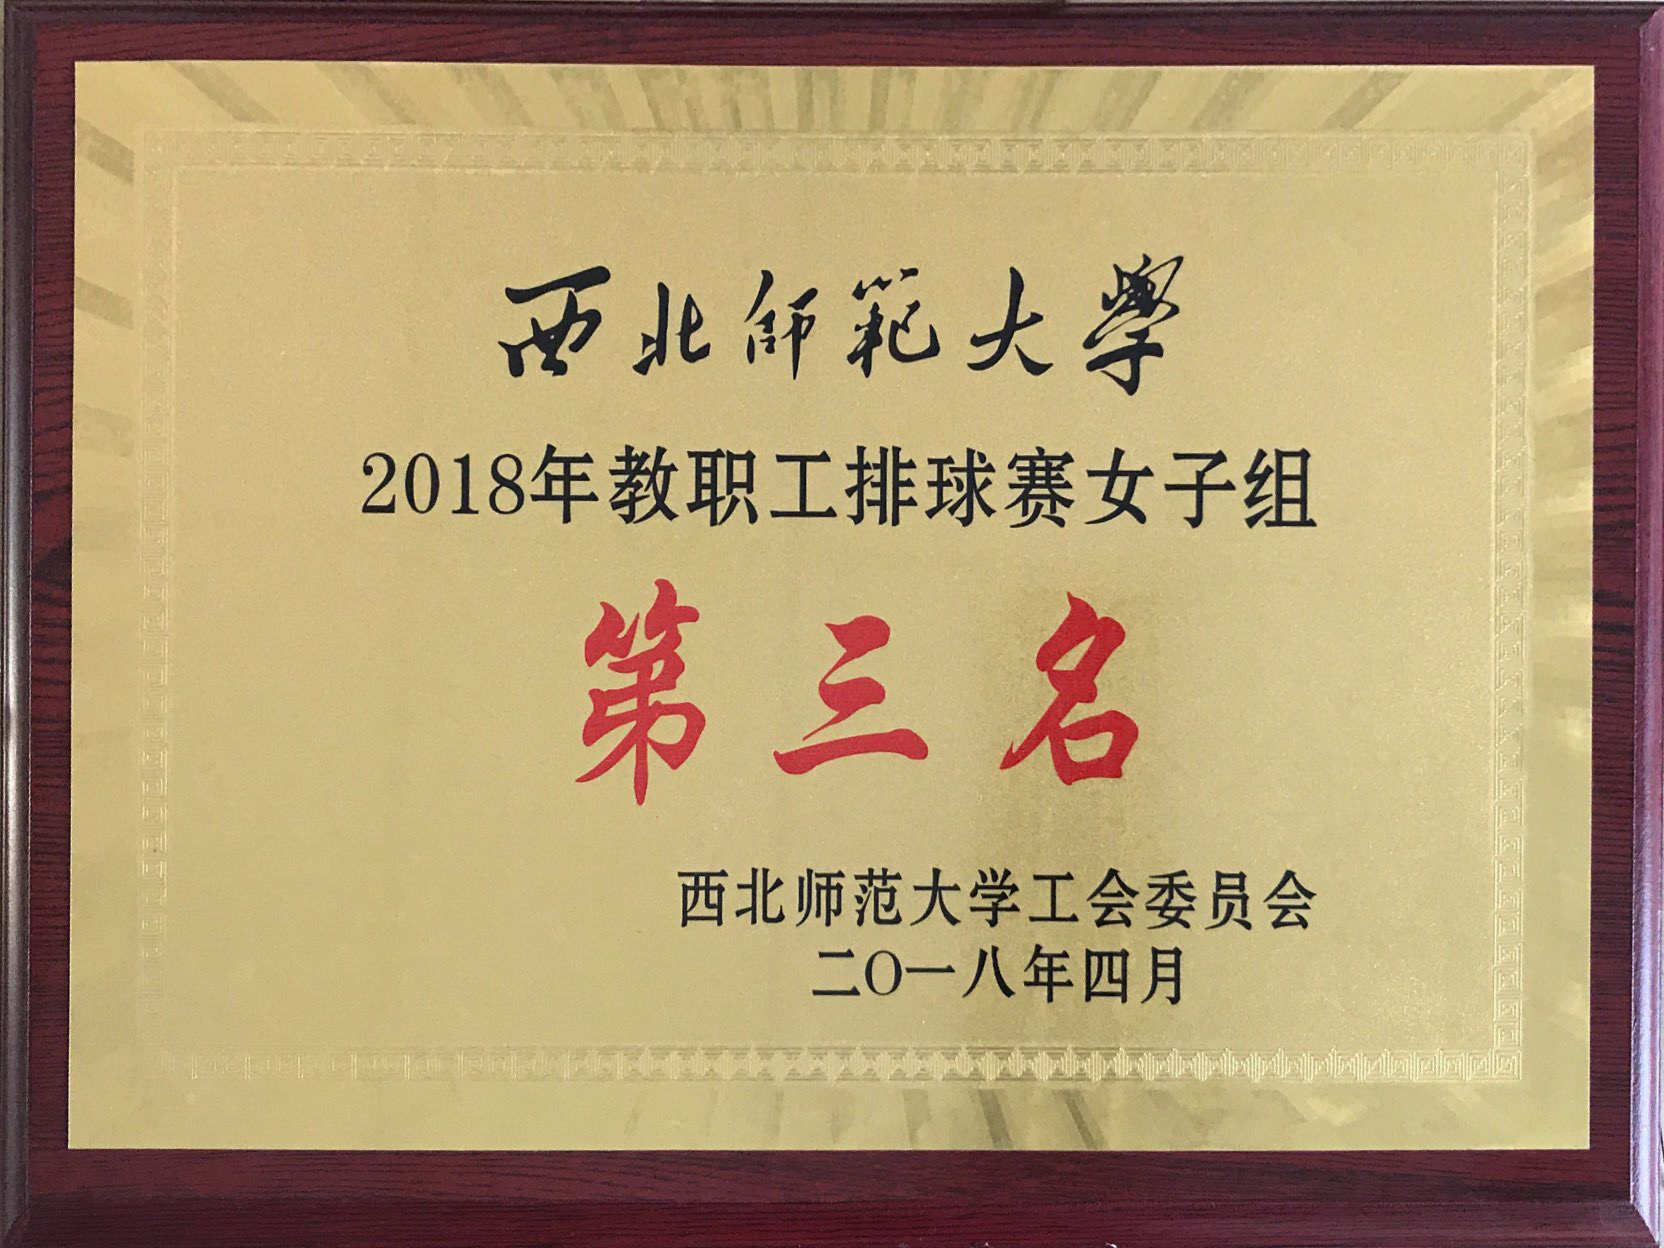 西北師範大學
2018年教职工排球赛女子组
第三名
西北师范大学工会委员会
二O一八年四月